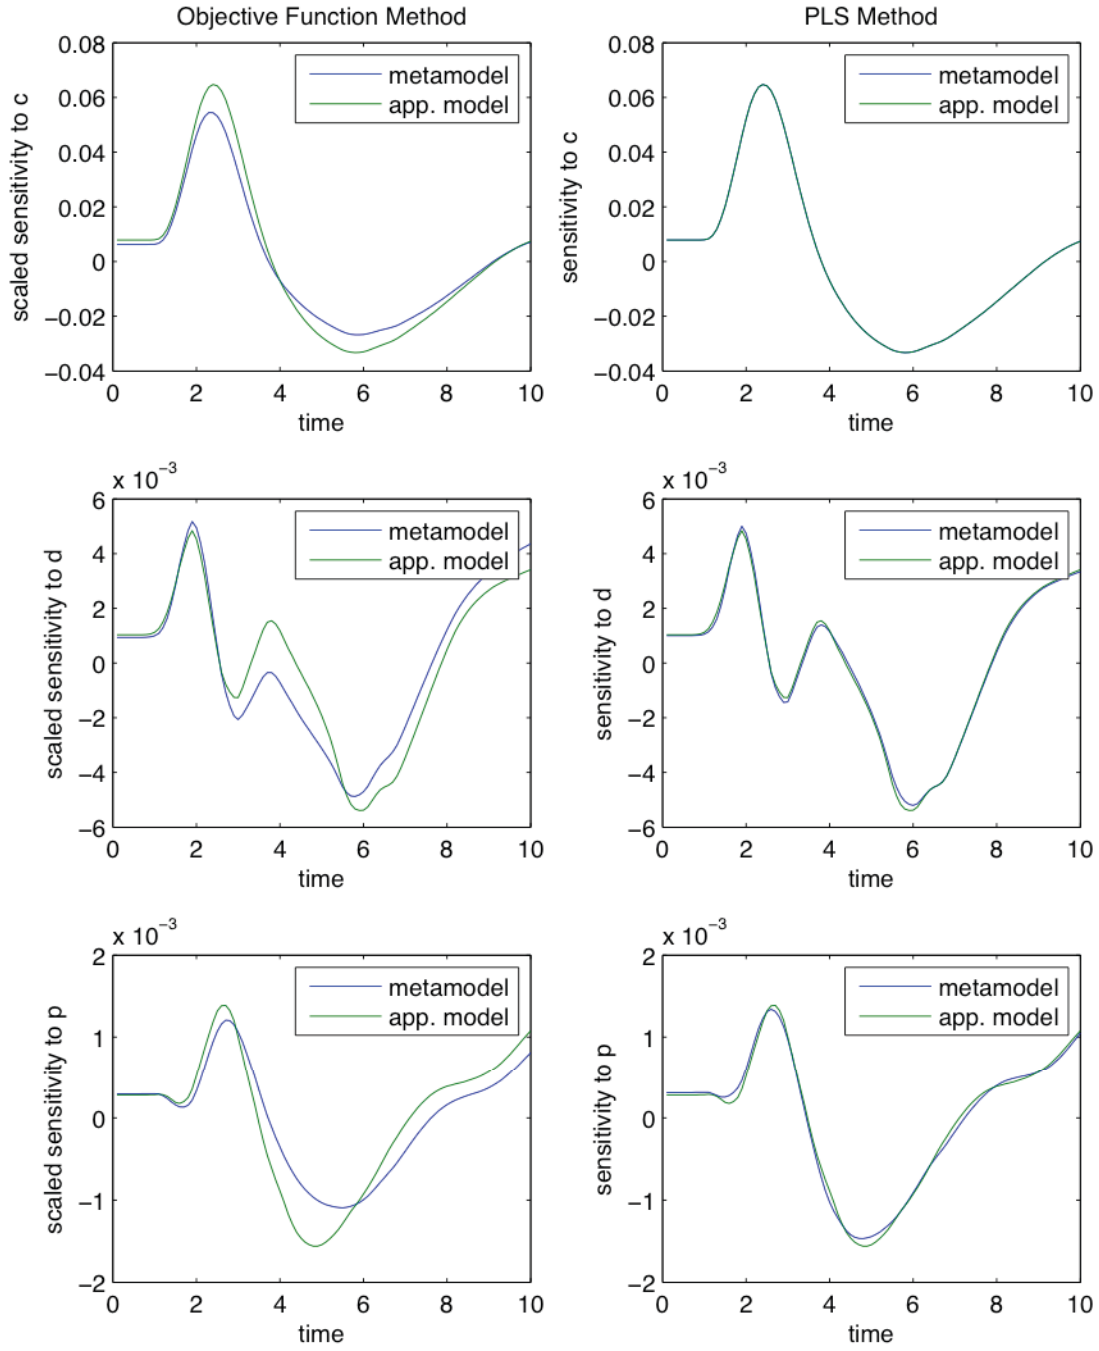 Objective Function Method
PLS Method
0.08
0.06
0.04
0.02
0
−0.02
−0.04
scaled sensitivity to c
metamodel
app. model
0 2 4 6 8 10
time
0.08
0.06
0.04
0.02
0
−0.02
−0.04
sensitivity to c
metamodel
app. model
0 2 4 6 8 10
time
x 10−3
6
4
2
0
−2
−4
−6
scaled sensitivity to d
metamodel
app. model
0 2 4 6 8 10
time
x 10−3
6
4
2
0
−2
−4
−6
sensitivity to d
metamodel
app. model
0 2 4 6 8 10
time
x 10−3
2
1
0
−1
−2
scaled sensitivity to p
metamodel
app. model
0 2 4 6 8 10
time
x 10−3
2
1
0
−1
−2
sensitivity to p
metamodel
app. model
0 2 4 6 8 10
time